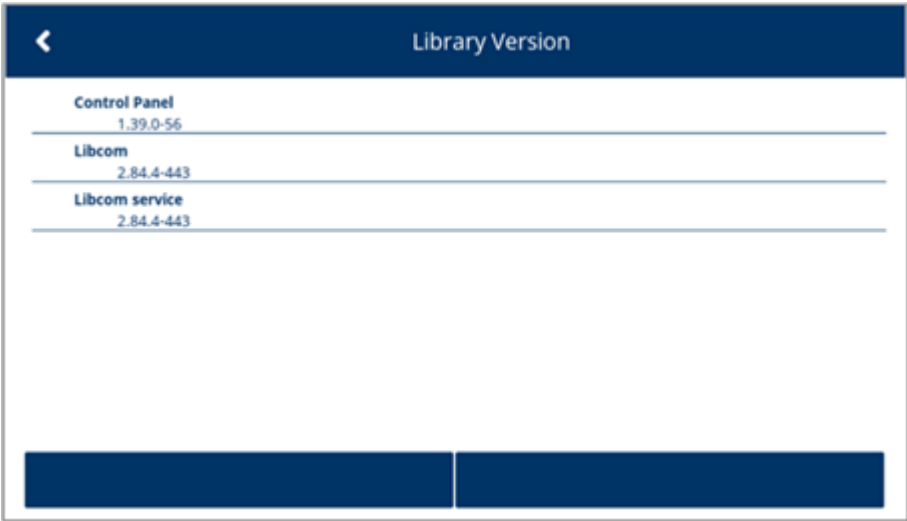 Library Version
Control Panel
1.39.0-56
Libcom
2.84.4-443
Libcom service
2.84.4-443